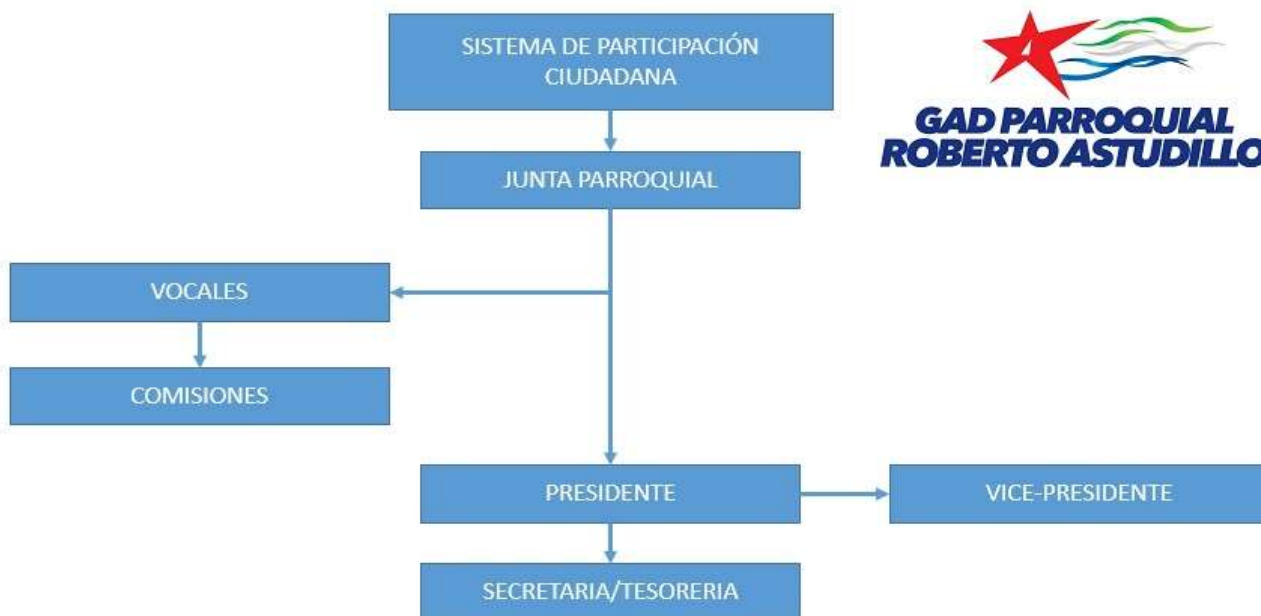 SISTEMA DE PARTICIPACIÓN
CIUDADANA
GAD PARROQUIAL
ROBERTO ASTUDILLO
JUNTA PARROQUIAL
VOCALES
COMISIONES
PRESIDENTE
VICE-PRESIDENTE
SECRETARIA/TESORERIA